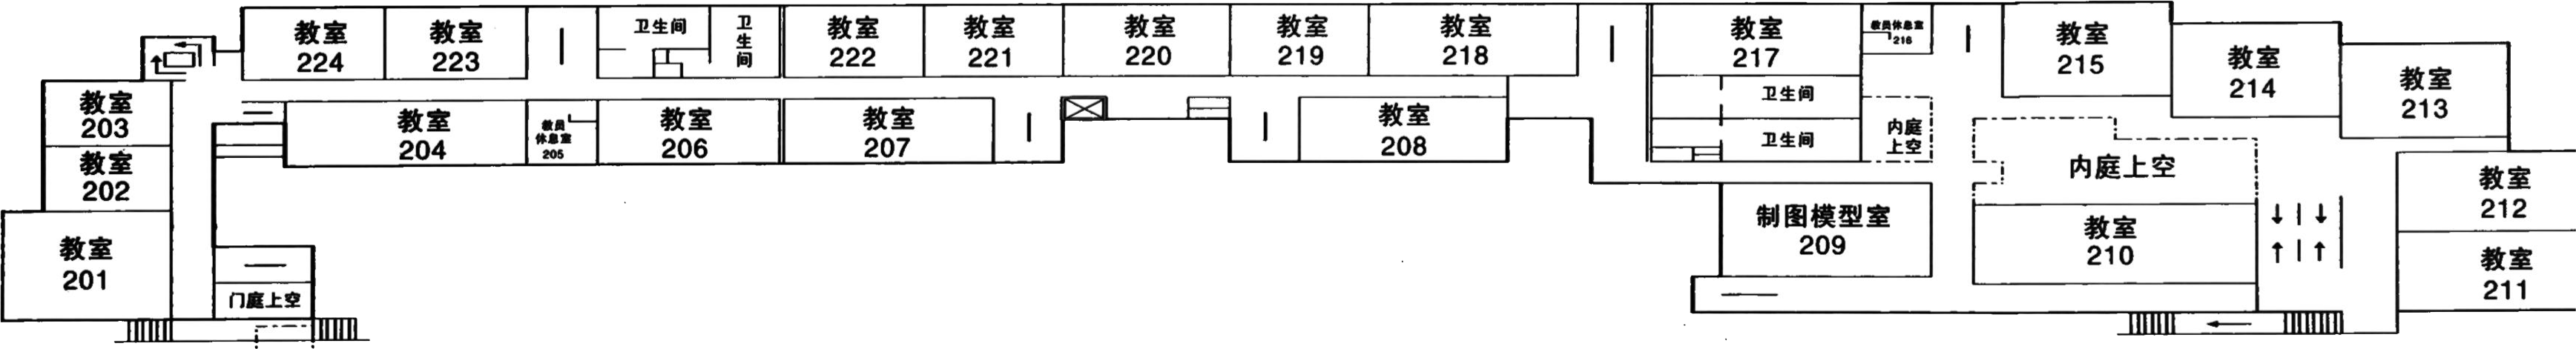 教室
224
教室
223
卫生间
卫生间
教室
222
教室
221
教室
220
教室
219
教室
218
教室
217
教员休息室
216
教室
215
教室
214
教室
213
教室
203
教室
202
教室
201
教室
204
教员
休息室
205
教室
206
教室
207
教室
208
卫生间
卫生间
内庭
上空
内庭上空
制图模型室
209
教室
210
教室
212
教室
211
门庭上空